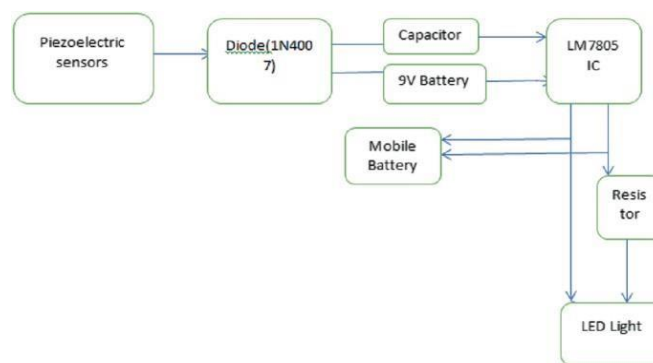 Piezoelectric
sensors
Diode(1N400
7)
Capacitor
9V Battery
LM7805
IC
Mobile
Battery
Resis
tor
LED Light